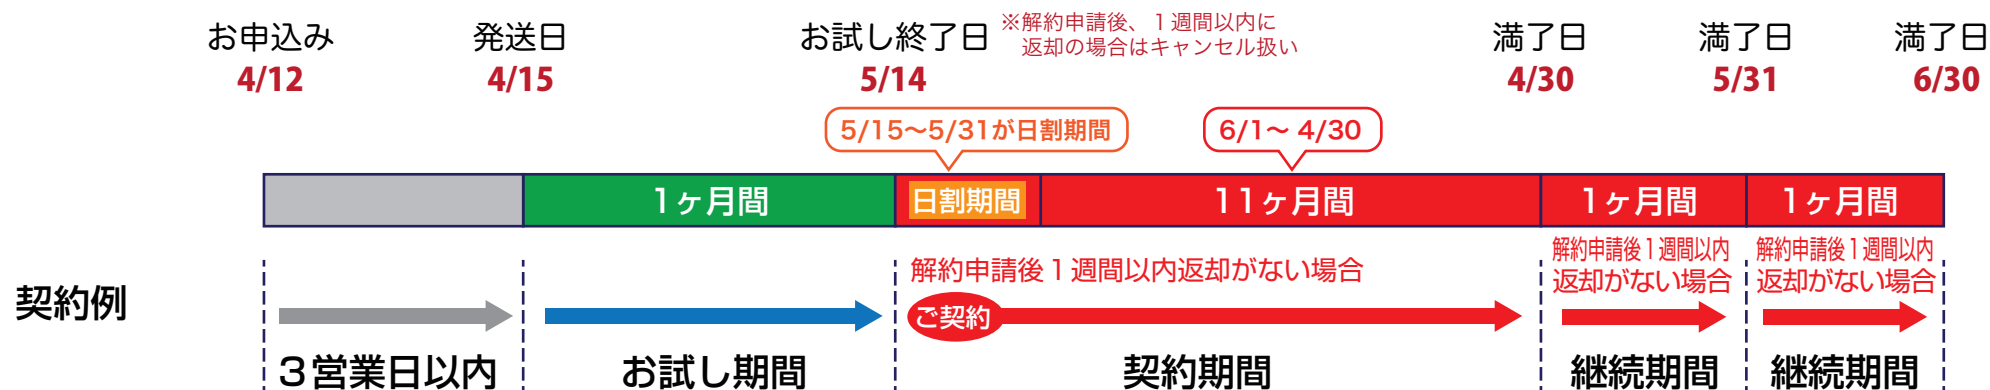 お申込み
4/12
発送日
4/15
お試し終了日
5/14
※解約申請後、1週間以内に
返却の場合はキャンセル扱い
満了日
4/30
満了日
5/31
満了日
6/30
5/15〜5/31が日割期間
6/1〜 4/30
1ヶ月間
日割期間
11ヶ月間
1ヶ月間
1ヶ月間
契約例
解約申請後1週間以内返却がない場合
解約申請後1週間以内
返却がない場合
解約申請後1週間以内
返却がない場合
ご契約
3営業日以内
お試し期間
契約期間
継続期間
継続期間